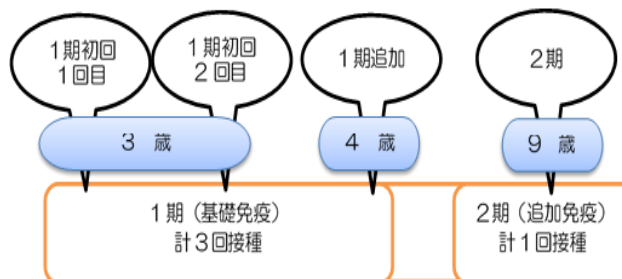 1期初回
1回目
1期初回
2回目
1期追加
2期
3 歳
4 歳
9 歳
1期（基礎免疫）
計3回接種
2期（追加免疫）
計1回接種